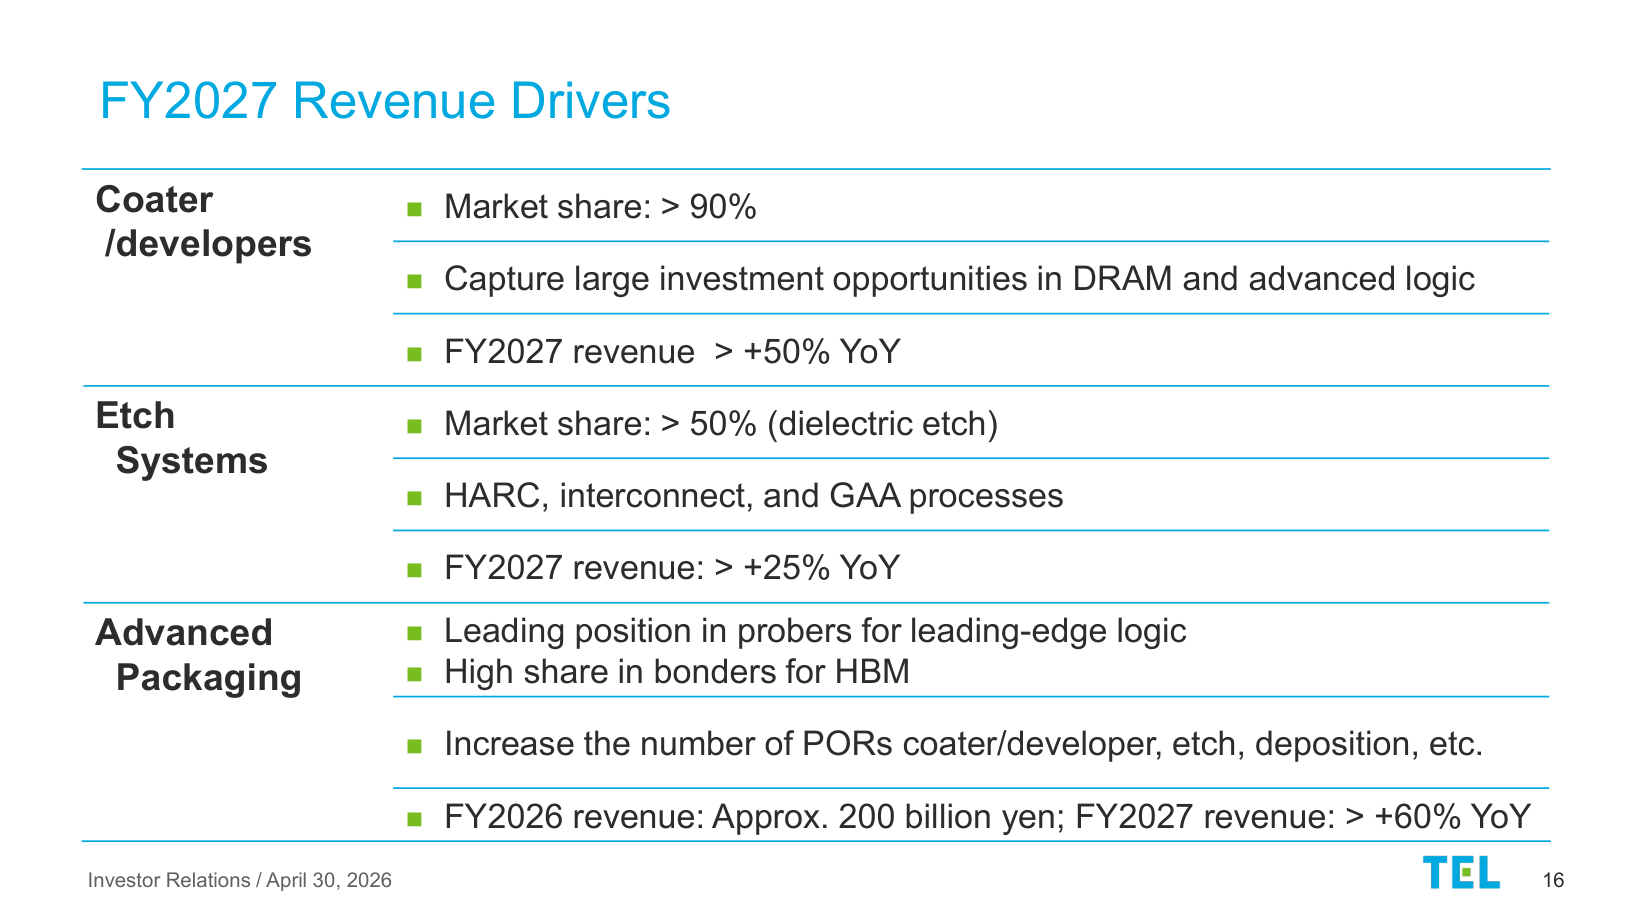 FY2027 Revenue Drivers
Coater
/developers
■ Market share: > 90%
■ Capture large investment opportunities in DRAM and advanced logic
■ FY2027 revenue  > +50% YoY
Etch
Systems
■ Market share: > 50% (dielectric etch)
■ HARC, interconnect, and GAA processes
■ FY2027 revenue: > +25% YoY
Advanced
Packaging
■ Leading position in probers for leading-edge logic
■ High share in bonders for HBM
■ Increase the number of PORs coater/developer, etch, deposition, etc.
■ FY2026 revenue: Approx. 200 billion yen; FY2027 revenue: > +60% YoY
Investor Relations / April 30, 2026
TEL
16